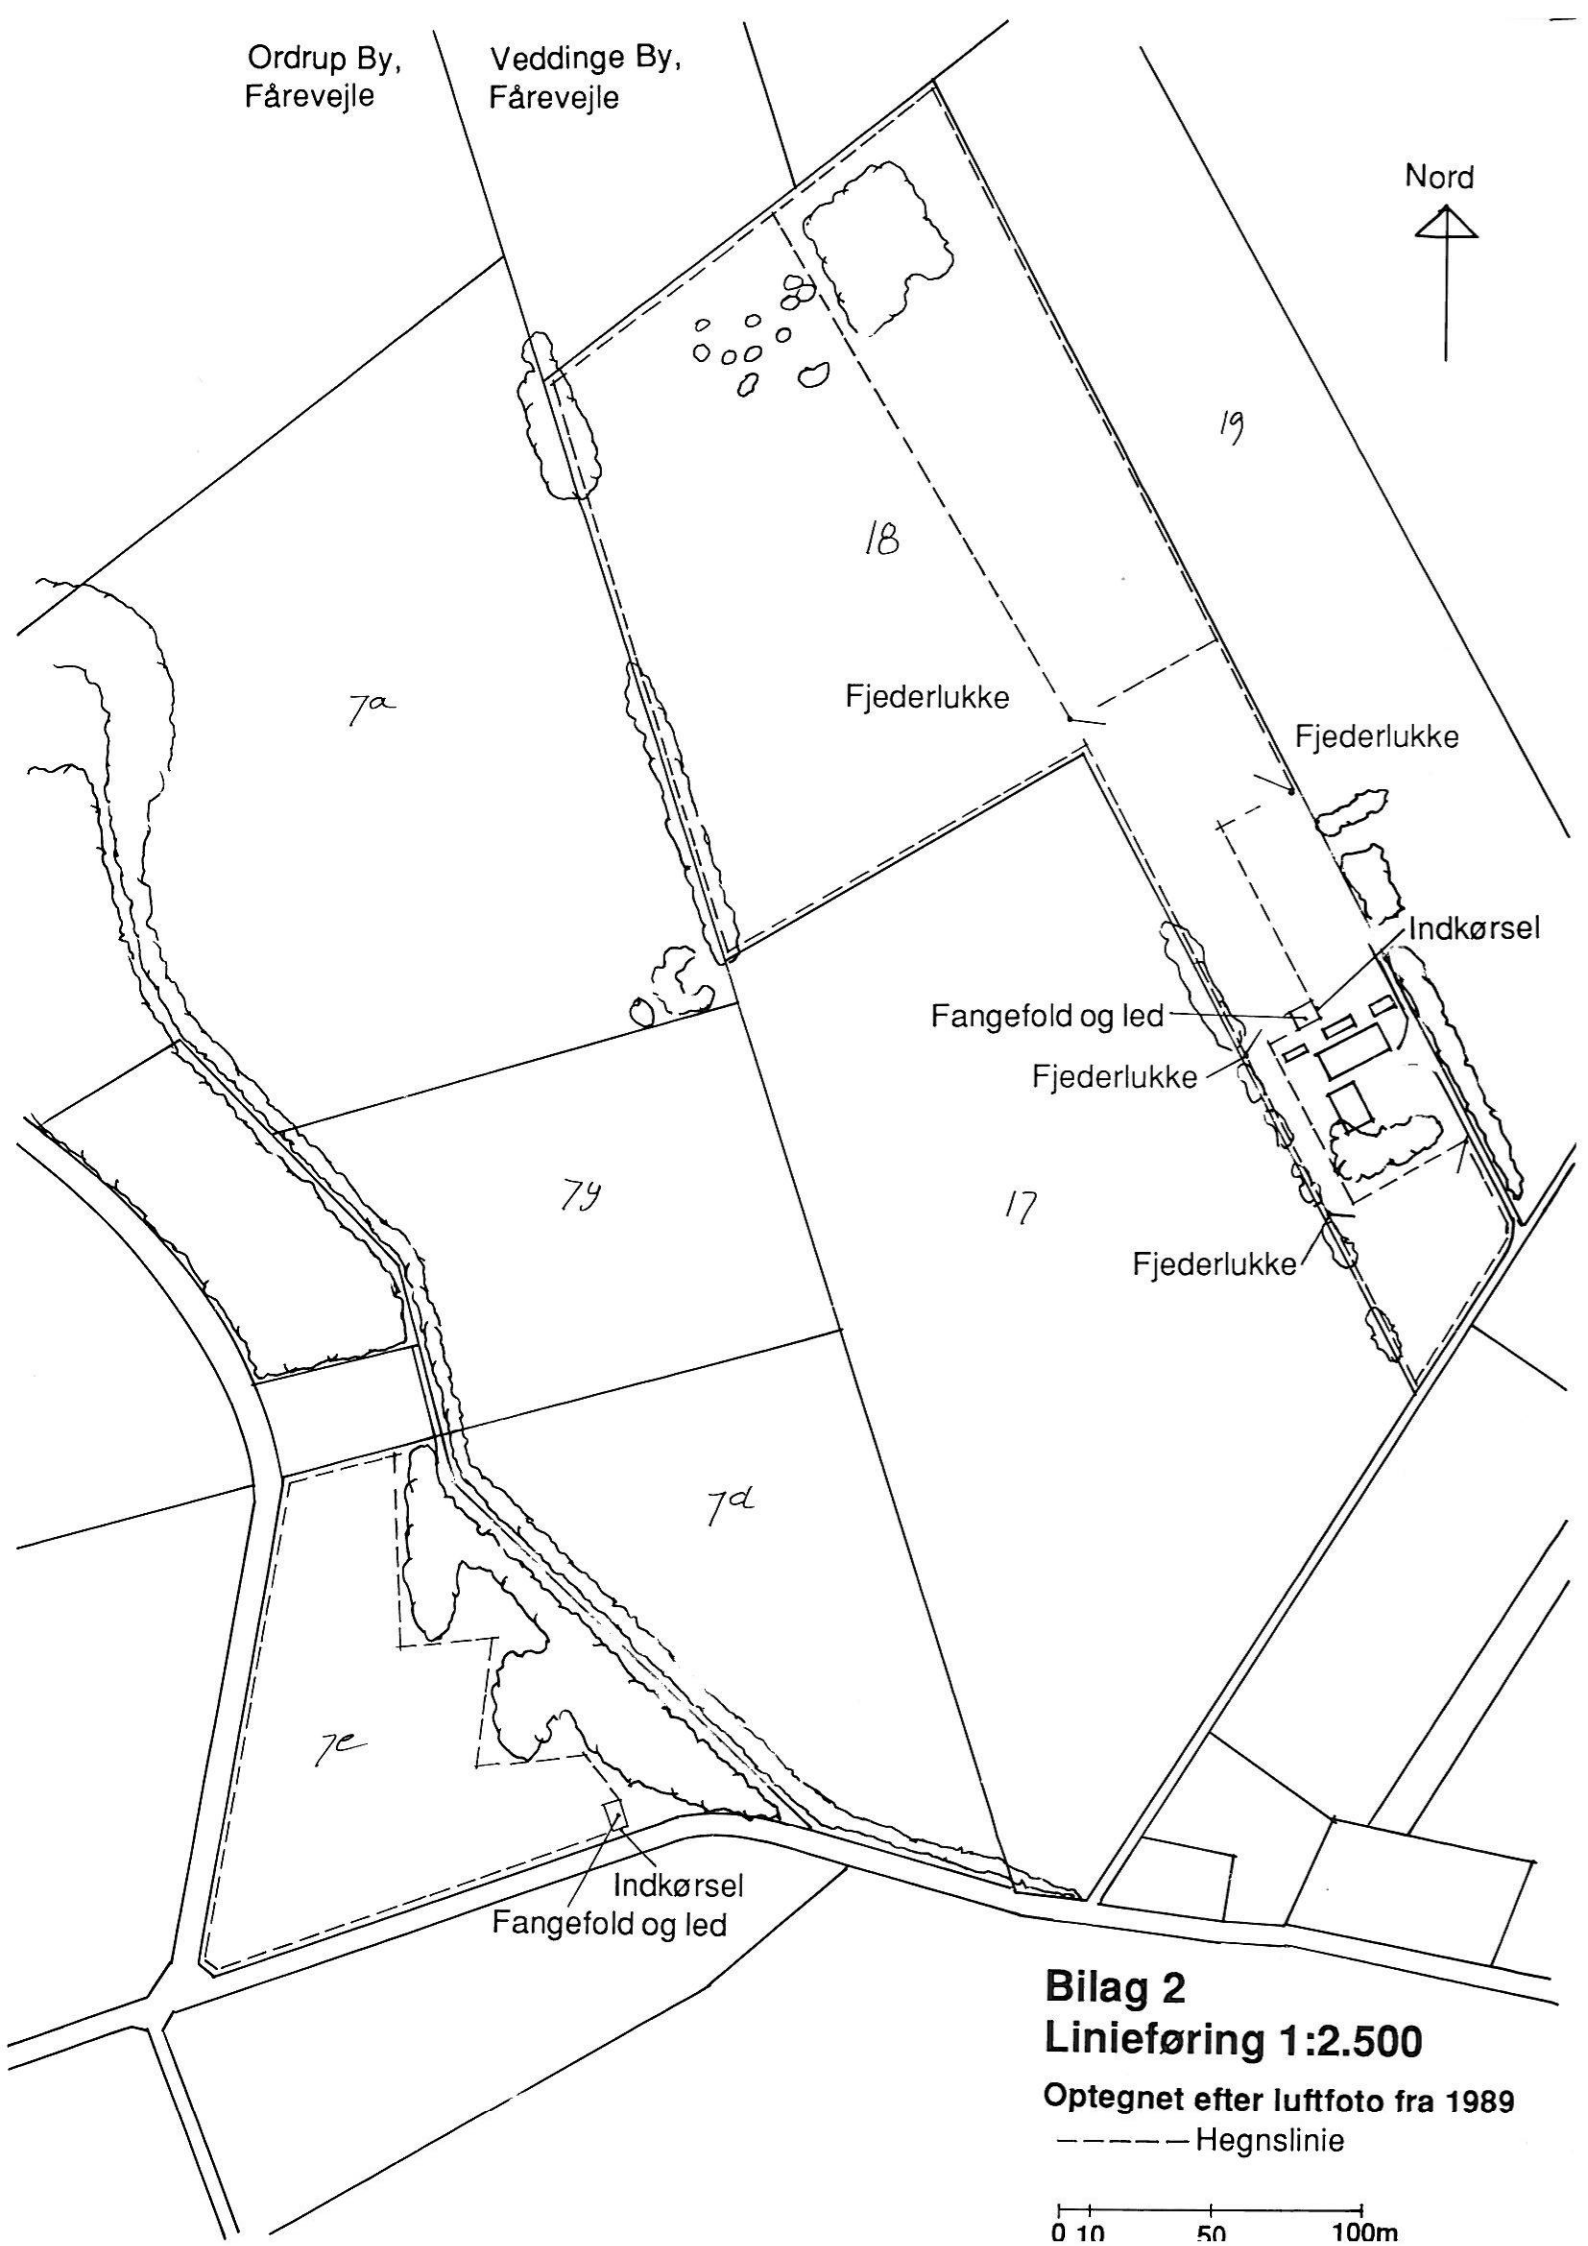 Ordrup By,
Fårevejle
Veddinge By,
Fårevejle
Nord
19
18
7a
Fjederlukke
Fjederlukke
Indkørsel
Fangefold og led
Fjederlukke
7y
17
Fjederlukke
7d
7e
Indkørsel
Fangefold og led
Bilag 2
Linieføring 1:2.500
Optegnet efter luftfoto fra 1989
Hegnslinie
0 10 50 100m